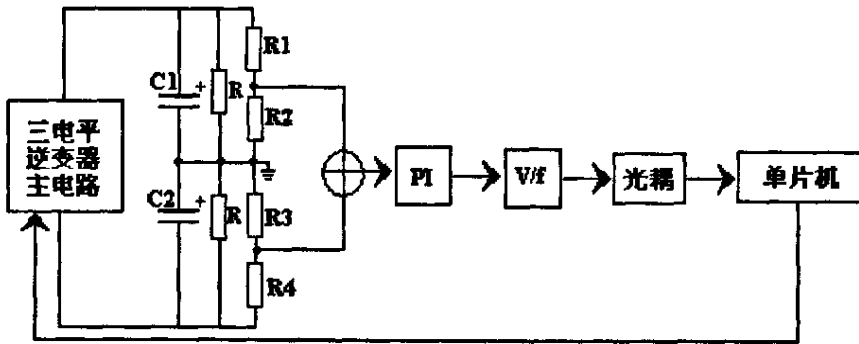 R1
C1
+
R
R2
三电平
逆变器
主电路
PI
V/f
光耦
单片机
C2
+
R
R3
R4